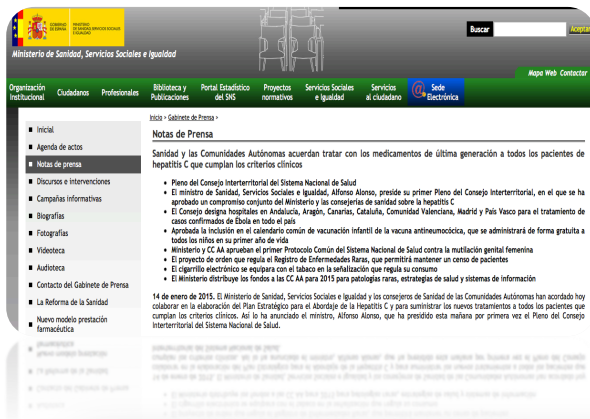 GOBIERNO DE ESPAÑA
MINISTERIO DE SANIDAD, SERVICIOS SOCIALES E IGUALDAD
Buscar
Aceptar
Ministerio de Sanidad, Servicios Sociales e Igualdad
Mapa Web Contactar
Organización Institucional
Ciudadanos
Profesionales
Biblioteca y Publicaciones
Portal Estadístico del SNS
Proyectos normativos
Servicios Sociales e Igualdad
Servicios al ciudadano
@ Sede Electrónica
Inicial
Agenda de actos
Notas de prensa
Discursos e intervenciones
Campañas informativas
Biografías
Fotografías
Videoteca
Audioteca
Contacto del Gabinete de Prensa
La Reforma de la Sanidad
Nuevo modelo prestación farmacéutica
Inicio > Gabinete de Prensa >
Notas de Prensa
Sanidad y las Comunidades Autónomas acuerdan tratar con los medicamentos de última generación a todos los pacientes de
hepatitis C que cumplan los criterios clínicos
Pleno del Consejo Interterritorial del Sistema Nacional de Salud
El ministro de Sanidad, Servicios Sociales e Igualdad, Alfonso Alonso, preside su primer Pleno del Consejo Interterritorial, en el que se ha
aprobado un compromiso conjunto del Ministerio y las consejerías de sanidad sobre la hepatitis C
El Consejo designa hospitales en Andalucía, Aragón, Canarias, Cataluña, Comunidad Valenciana, Madrid y País Vasco para el tratamiento de
casos confirmados de Ébola en todo el país
Aprobada la inclusión en el calendario común de vacunación infantil de la vacuna antineumocócica, que se administrará de forma gratuita a
todos los niños en su primer año de vida
Ministerio y CC AA aprueban el primer Protocolo Común del Sistema Nacional de Salud contra la mutilación genital femenina
El proyecto de orden que regula el Registro de Enfermedades Raras, que permitirá mantener un censo de pacientes
El cigarrillo electrónico se equipara con el tabaco en la señalización que regula su consumo
El Ministerio distribuye los fondos a las CC AA para 2015 para patologías raras, estrategias de salud y sistemas de información
14 de enero de 2015. El Ministerio de Sanidad, Servicios Sociales e Igualdad y los consejeros de Sanidad de las Comunidades Autónomas han acordado hoy
colaborar en la elaboración del Plan Estratégico para el Abordaje de la Hepatitis C y para suministrar los nuevos tratamientos a todos los pacientes que
cumplan los criterios clínicos. Así lo ha anunciado el ministro, Alfonso Alonso, que ha presidido esta mañana por primera vez el Pleno del Consejo
Interterritorial del Sistema Nacional de Salud.